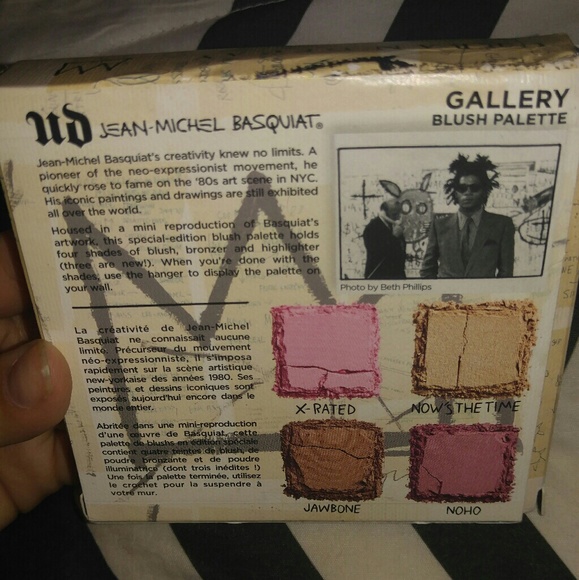 ud JEAN-MICHEL BASQUIAT®
GALLERY
BLUSH PALETTE
Jean-Michel Basquiat's creativity knew no limits. A
pioneer of the neo-expressionist movement, he
quickly rose to fame on the '80s art scene in NYC.
His iconic paintings and drawings are still exhibited
all over the world.
Housed in a mini reproduction of Basquiat's
artwork, this special-edition blush palette holds
four shades of blush, bronzer and highlighter
(three are new!). When you're done with the
shades, use the hanger to display the palette on
your wall.
Photo by Beth Phillips
La créativité de Jean-Michel
Basquiat ne connaissait aucune
limite. Précurseur du mouvement
néo-expressionniste, il s'imposa
rapidement sur la scène artistique
new-yorkaise des années 1980. Ses
peintures et dessins iconiques sont
exposés aujourd'hui encore dans le
monde entier.
Abritée dans une mini-reproduction
d'une œuvre de Basquiat, cette
palette de blushs en édition spéciale
contient quatre teintes de blush, de
poudre bronzante et de poudre
illuminatrice (dont trois inédites !)
Une fois la palette terminée, utilisez
le crochet pour la suspendre à
votre mur.
X-RATED
NOW'S THE TIME
JAWBONE
NOHO